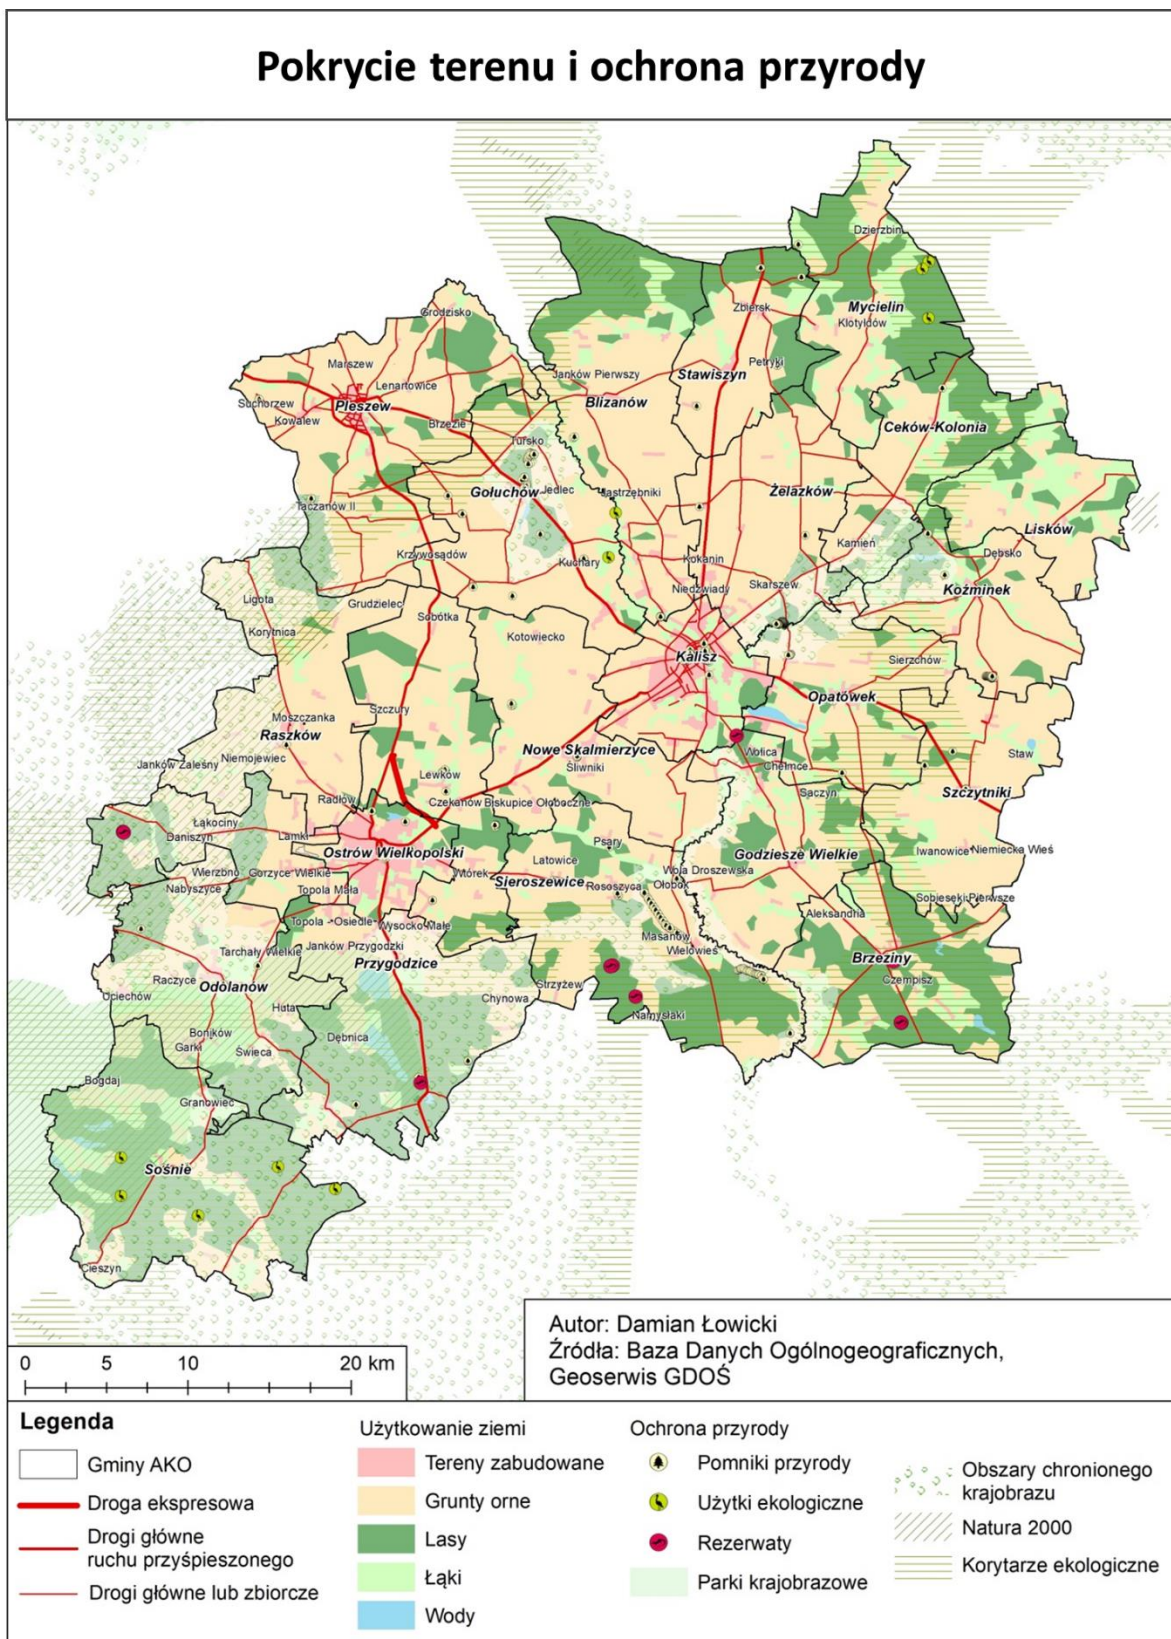 Pokrycie terenu i ochrona przyrody
Dzierzbin
Mycielin
Zbiersk
Klotyldów
Grodzisko
Petryki
Marszew
Janków Pierwszy
Stawiszyn
Lenartowice
Blizanów
Suchorzew
Pleszew
Kowalew
Brzezie
Ceków-Kolonia
Tursko
Gołuchów
Jedlec
Jastrzębniki
Żelazków
Taczanów II
Lisków
Kamień
Krzywosądów
Kuchary
Kokanin
Dębsko
Skarszew
Niedźwiady
Koźminek
Ligota
Grudzielec
Sobótka
Korytnica
Kotowiecko
Kalisz
Sierzchów
Opatówek
Szczury
Moszczanka
Raszków
Nowe Skalmierzyce
Wolica
Staw
Niemojewiec
Janków Zaleśny
Śliwniki
Chełmce
Lewków
Szczytniki
Radłów
Czekanów
Biskupice Ołoboczne
Saczyn
Łąkociny
Daniszyn
Lamki
Psary
Iwanowice
Niemiecka Wieś
Ostrów Wielkopolski
Godziesze Wielkie
Latowice
Wierzbno
Gorzyce Wielkie
Wtórek
Wola Droszewska
Sieroszewice
Nabyszyce
Topola Mała
Rososzyca
Ołobok
Sobiesęki Pierwsze
Aleksandria
Topola - Osiedle
Wysocko Małe
Masanów
Tarchały Wielkie
Janków Przygodzki
Wielowieś
Przygodzice
Brzeziny
Raczyce
Odolanów
Strzyżew
Czempisz
Uciechów
Chynowa
Huta
Namysłaki
Boników
Dębnica
Garki
Świeca
Bogdaj
Granowiec
Sośnie
Cieszyn
Autor: Damian Łowicki
Źródła: Baza Danych Ogólnogeograficznych,
Geoserwis GDOŚ
0 5 10 20 km
Legenda
Gminy AKO
Droga ekspresowa
Drogi główne
ruchu przyśpieszonego
Drogi główne lub zbiorcze
Użytkowanie ziemi
Tereny zabudowane
Grunty orne
Lasy
Łąki
Wody
Ochrona przyrody
Pomniki przyrody
Użytki ekologiczne
Rezerwaty
Parki krajobrazowe
Obszary chronionego
krajobrazu
Natura 2000
Korytarze ekologiczne